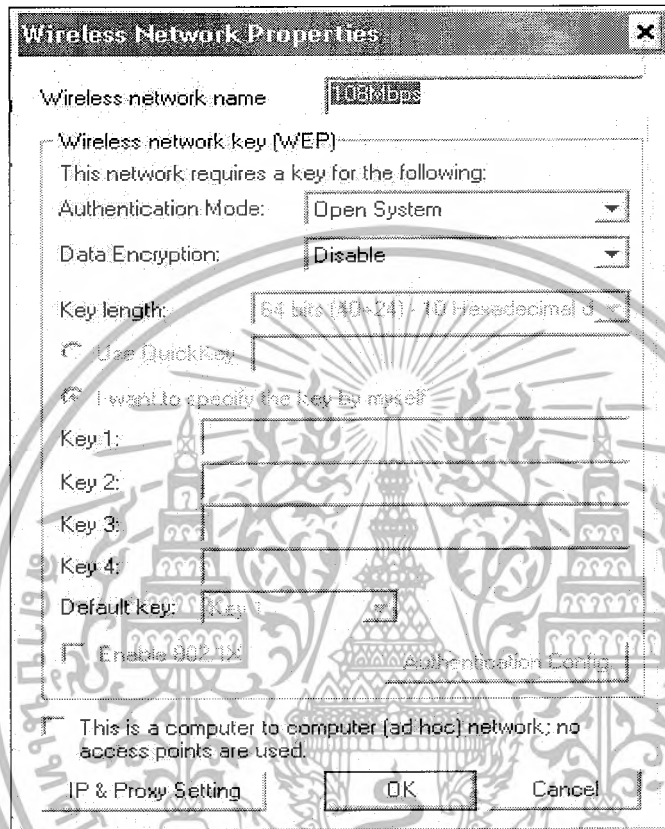 Wireless Network Properties
Wireless network name 108Mbps
Wireless network key (WEP)
This network requires a key for the following:
Authentication Mode: Open System
Data Encryption: Disable
Key length: 64 bits (40+24) - 10 Hexadecimal d
Use QuickKey
I want to specify the key by myself
Key 1:
Key 2:
Key 3:
Key 4:
Default key: Key 1
Enable 802.1X
Authentication Config
This is a computer to computer (ad hoc) network; no
access points are used.
IP & Proxy Setting OK Cancel